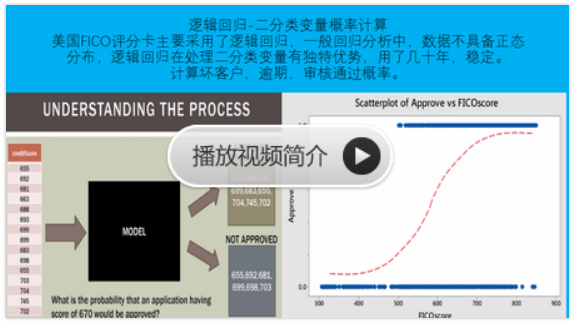 逻辑回归-二分类变量概率计算
美国FICO评分卡主要采用了逻辑回归，一般回归分析中，数据不具备正态
分布，逻辑回归在处理二分类变量有独特优势，用了几十年，稳定。
计算坏客户，逾期，审核通过概率。
UNDERSTANDING THE PROCESS
creditScore
655
692
681
663
688
693
699
699
683
698
655
703
704
745
702
MODEL
699,683,655,
704,745,702
NOT APPROVED
655,692,681,
699,698,703
What is the probability that an application having
score of 670 would be approved?
播放视频简介
Scatterplot of Approve vs FICOscore
Approve
0.0
300
400
500
600
700
800
900
FICOscore